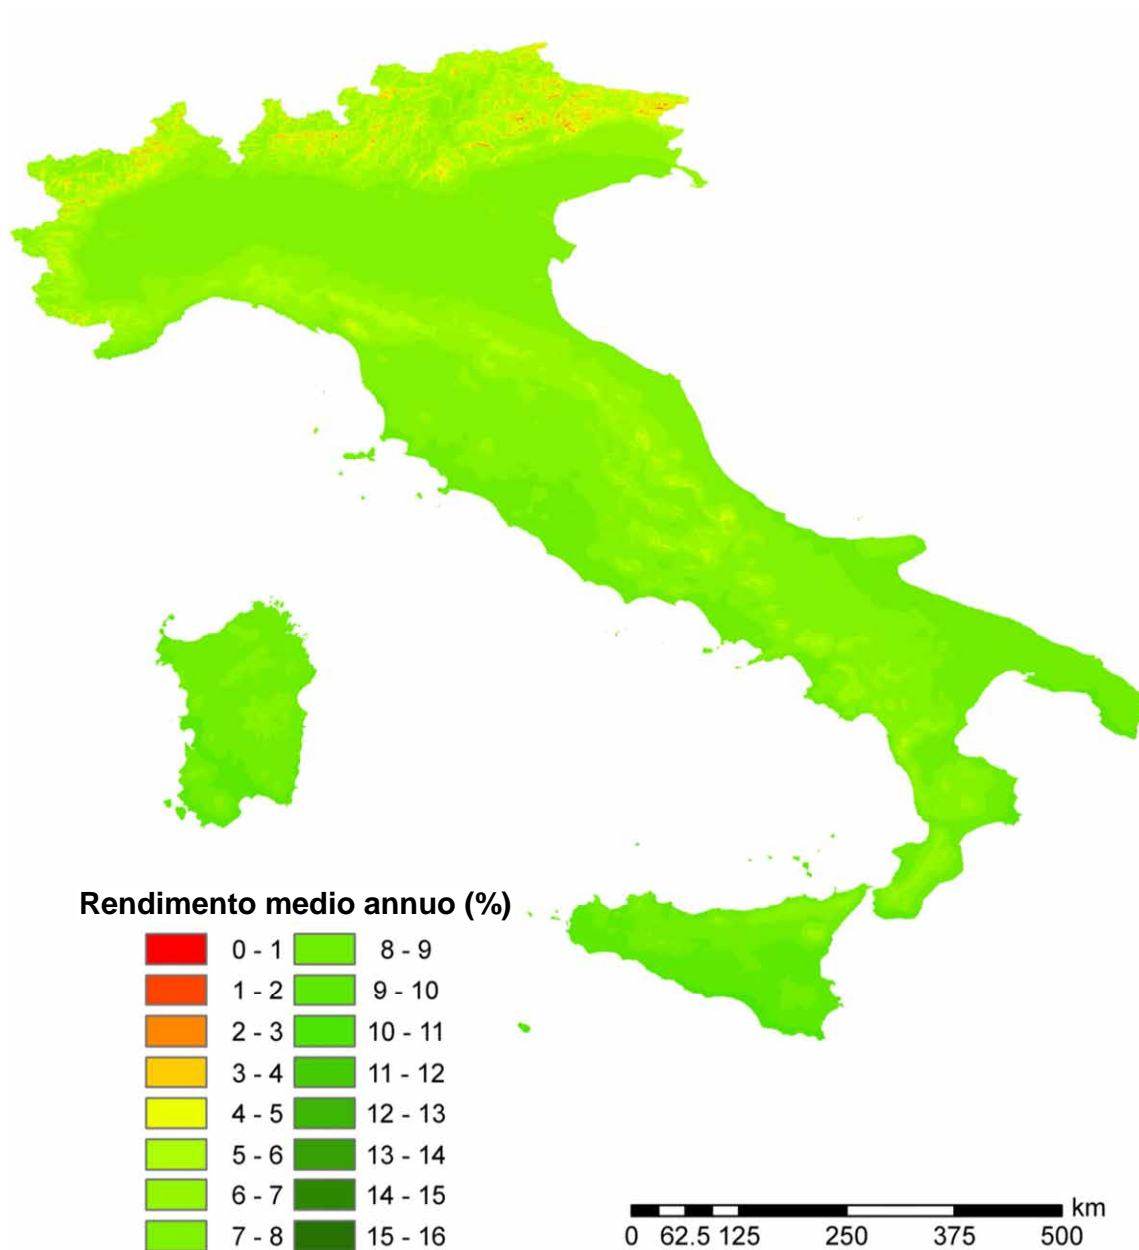 Rendimento medio annuo (%)
0 - 1 8 - 9
1 - 2 9 - 10
2 - 3 10 - 11
3 - 4 11 - 12
4 - 5 12 - 13
5 - 6 13 - 14
6 - 7 14 - 15
7 - 8 15 - 16
km
0 62.5 125 250 375 500